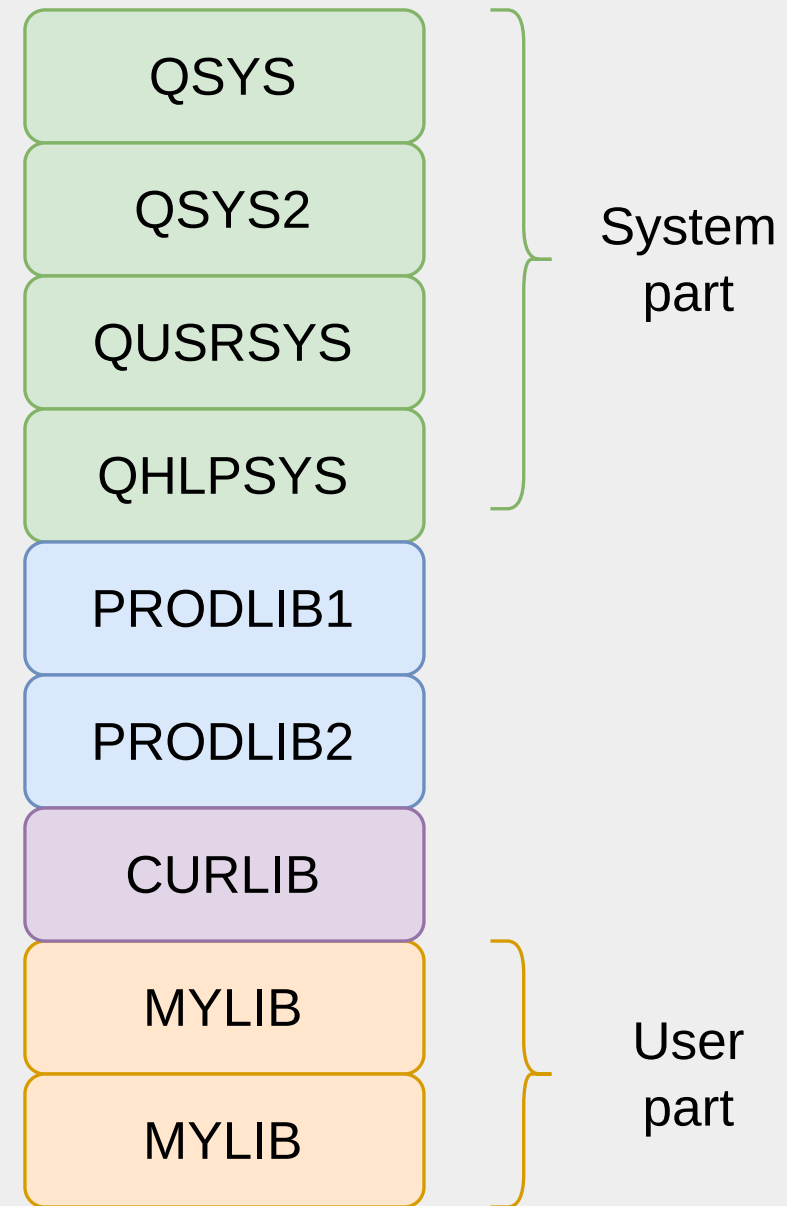 QSYS
QSYS2
QUSRSYS
QHLPSYS
PRODLIB1
PRODLIB2
CURLIB
MYLIB
MYLIB
System
part
User
part